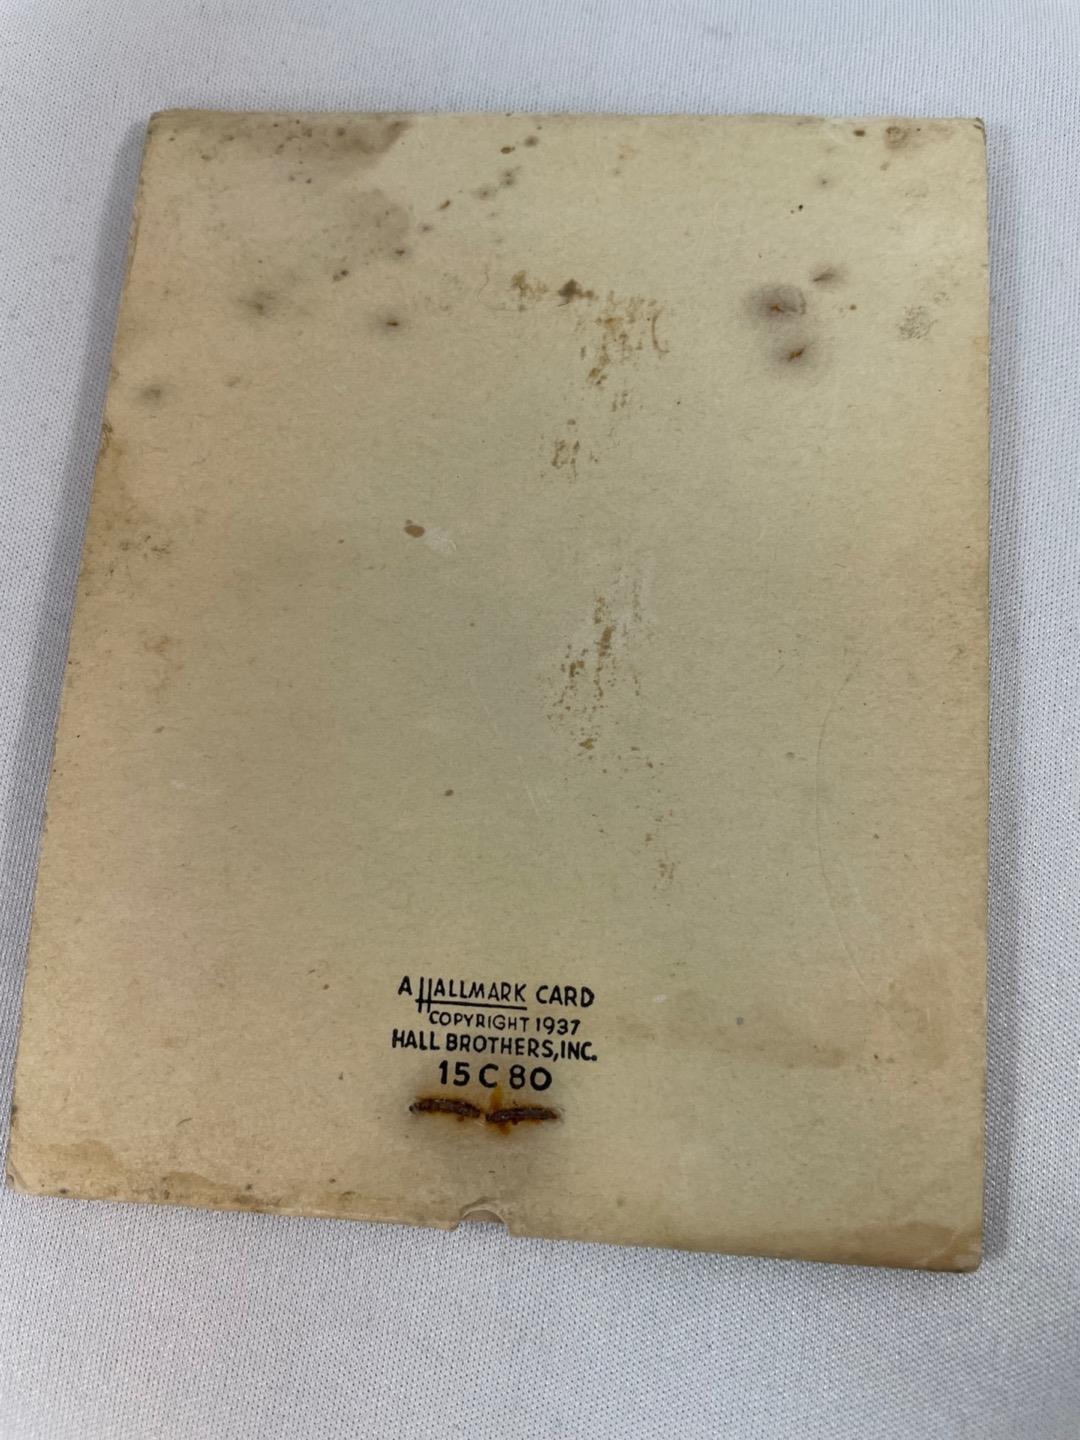 A HALLMARK CARD
COPYRIGHT 1937
HALL BROTHERS, INC.
15 C 80